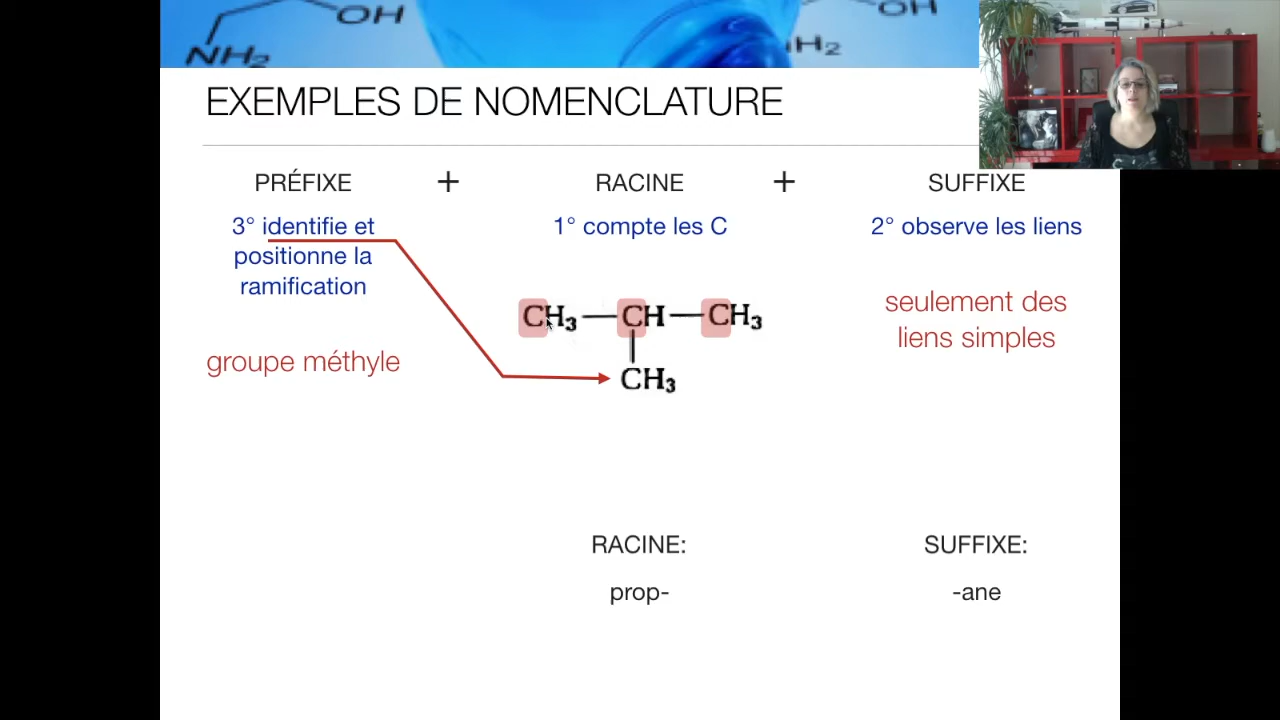 OH
NH₂
OH
H₂
EXEMPLES DE NOMENCLATURE
PRÉFIXE + RACINE + SUFFIXE
3° identifie et
positionne la
ramification
1° compte les C
2° observe les liens
groupe méthyle
CH₃—CH—CH₃
CH₃
seulement des
liens simples
RACINE:
prop-
SUFFIXE:
-ane